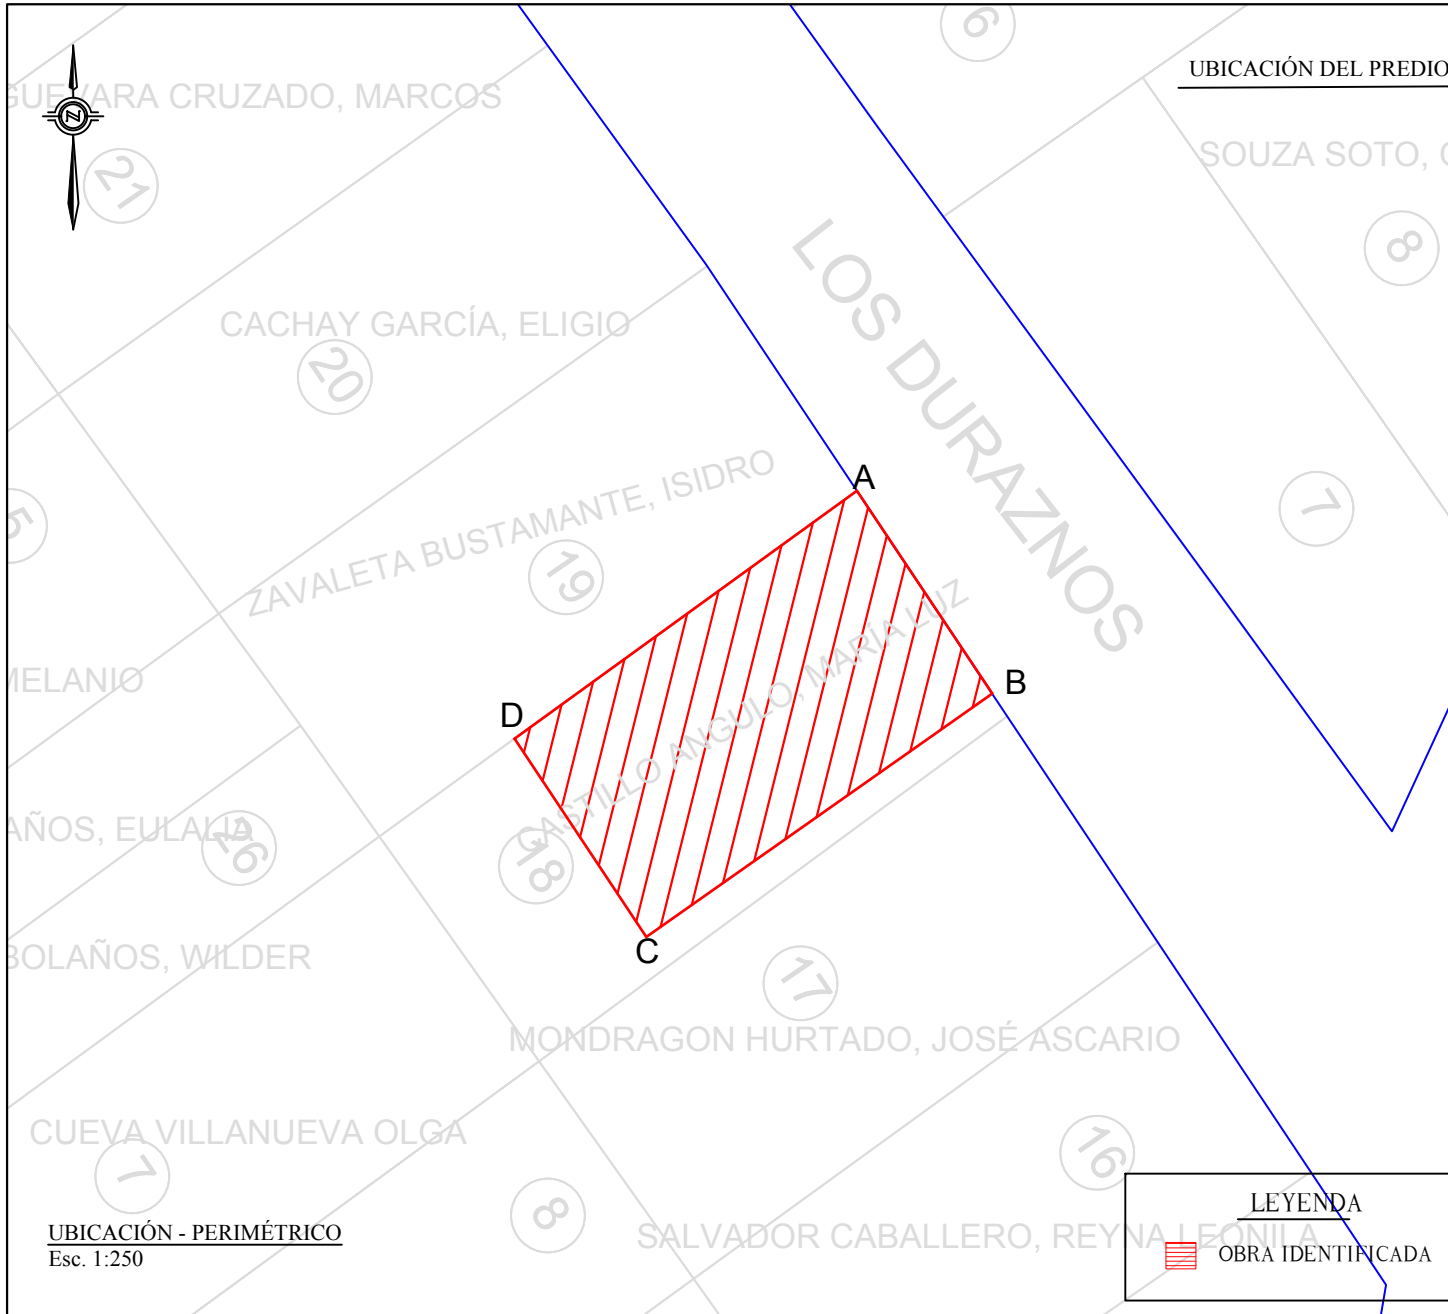 6
UBICACIÓN DEL PREDIO
GUEVARA CRUZADO, MARCOS
N
SOUZA SOTO,
21
8
LOS DURAZNOS
CACHAY GARCÍA, ELIGIO
20
ZAVALETA BUSTAMANTE, ISIDRO
A
7
5
19
CASTILLO ANGULO, MARÍA LUZ
MELANIO
B
D
AÑOS, EULALIA
26
18
C
BOLAÑOS, WILDER
17
MONDRAGON HURTADO, JOSÉ ASCARIO
CUEVA VILLANUEVA OLGA
7
16
8
LEYENDA
UBICACIÓN - PERIMÉTRICO
Esc. 1:250
SALVADOR CABALLERO, REYNA LEONILA
OBRA IDENTIFICADA